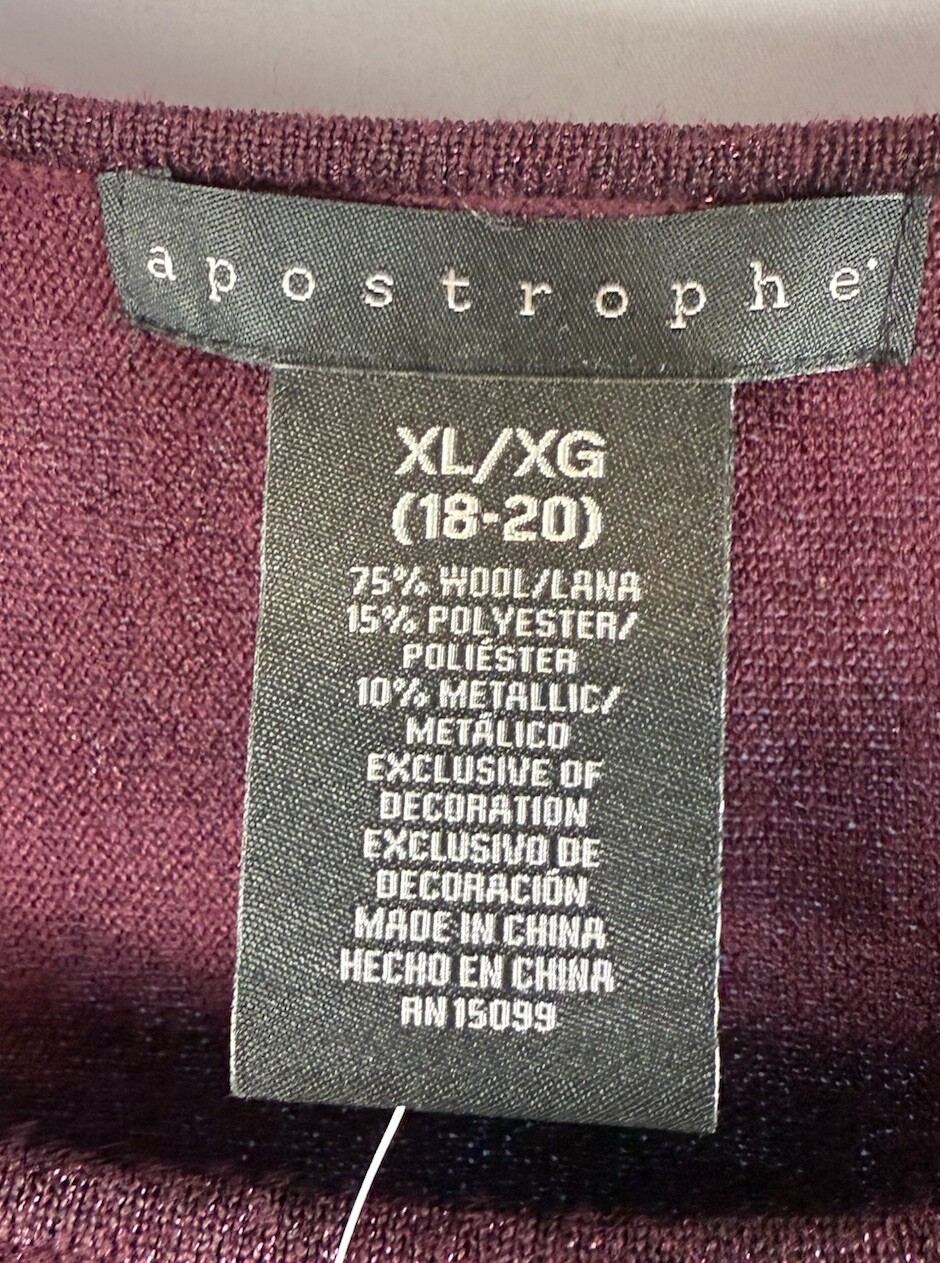 apostrophe
XL/XG
(18-20)
75% WOOL/LANA
15% POLYESTER/
POLIÉSTER
10% METALLIC/
METÁLICO
EXCLUSIVE OF
DECORATION
EXCLUSIVO DE
DECORACIÓN
MADE IN CHINA
HECHO EN CHINA
RN 15099